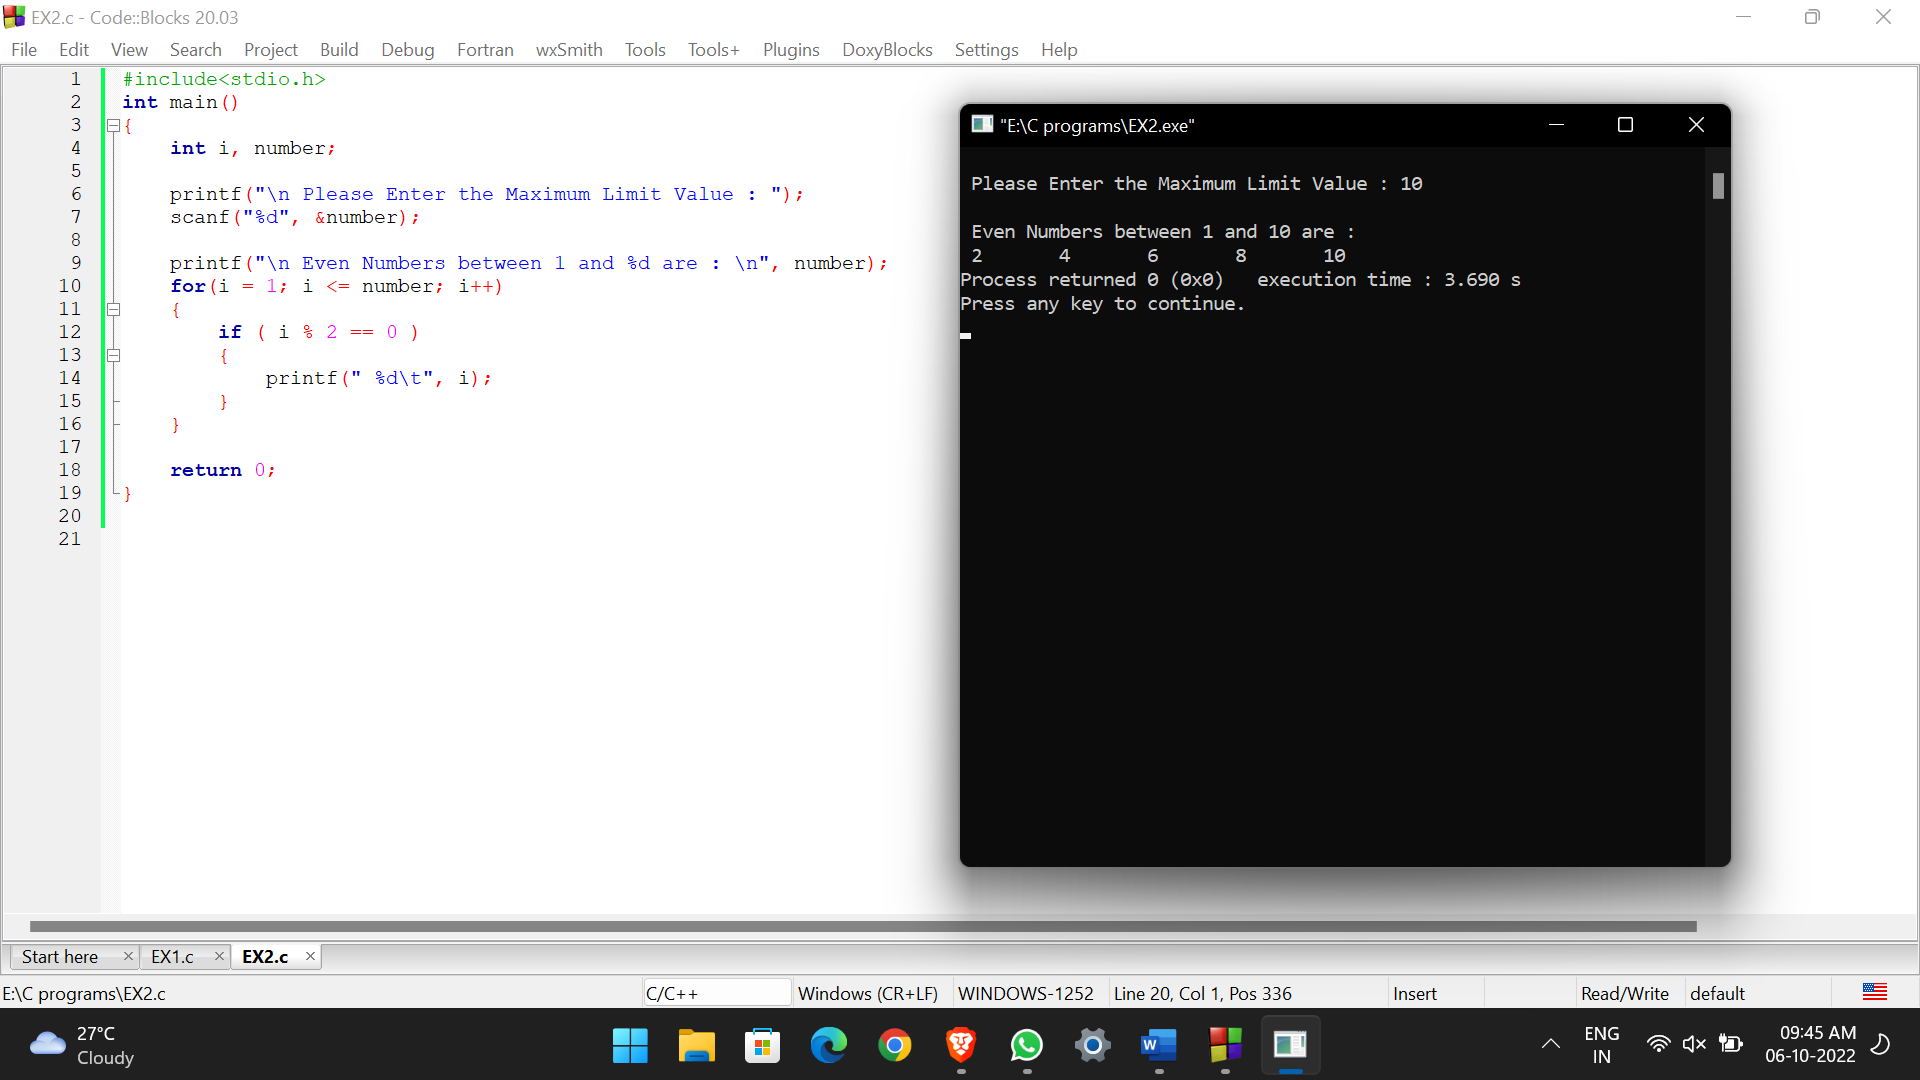 EX2.c - Code::Blocks 20.03
File Edit View Search Project Build Debug Fortran wxSmith Tools Tools+ Plugins DoxyBlocks Settings Help
1 #include<stdio.h>
2 int main()
3 {
4 int i, number;
5
6 printf("\n Please Enter the Maximum Limit Value : ");
7 scanf("%d", &number);
8
9 printf("\n Even Numbers between 1 and %d are : \n", number);
10 for(i = 1; i <= number; i++)
11 {
12 if ( i % 2 == 0 )
13 {
14 printf(" %d\t", i);
15 }
16 }
17
18 return 0;
19 }
20
21
"E:\C programs\EX2.exe"
Please Enter the Maximum Limit Value : 10
Even Numbers between 1 and 10 are :
2 4 6 8 10
Process returned 0 (0x0) execution time : 3.690 s
Press any key to continue.
Start here EX1.c EX2.c
E:\C programs\EX2.c C/C++ Windows (CR+LF) WINDOWS-1252 Line 20, Col 1, Pos 336 Insert Read/Write default
27°C
Cloudy
W
ENG
IN
09:45 AM
06-10-2022